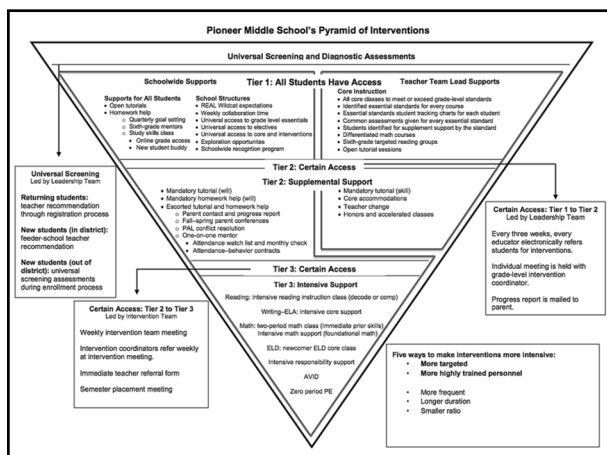 Pioneer Middle School's Pyramid of Interventions
Universal Screening and Diagnostic Assessments
Tier 1: All Students Have Access
Schoolwide Supports
Supports for All Students
• Open tutorials
• Homework help
○ Quarterly goal setting
○ Sixth-grade mentors
○ Study skills class
• Online grade access
• New student buddy
School Structures
• REAL Wildcat expectations
• Weekly collaboration time
• Universal access to grade level essentials
• Universal access to electives
• Universal access to core and interventions
• Exploration opportunites
• Schoolwide recognition program
Teacher Team Lead Supports
Core Instruction
• All core classes to meet or exceed grade-level standards
• Identified essential standards for every course
• Essential standards student tracking charts for each student
• Common assessments given for every essential standard
• Students identified for supplement support by the standard
• Differentiated math courses
• Sixth-grade targeted reading groups
• Open tutorial sessions
Tier 2: Certain Access
Tier 2: Supplemental Support
• Mandatory tutorial (will)
• Mandatory homework help (will)
• Escorted tutorial and homework help
○ Parent contact and progress report
○ Fall–spring parent conferences
○ PAL conflict resolution
○ One-on-one mentor
• Attendance watch list and monthly check
• Attendance–behavior contracts
• Mandatory tutorial (skill)
• Core accommodations
• Teacher change
• Honors and accelerated classes
Tier 3: Certain Access
Tier 3: Intensive Support
Reading: intensive reading instruction class (decode or comp)
Writing–ELA: intensive core support
Math: two-period math class (immediate prior skills)
Intensive math support (foundational math)
ELD: newcomer ELD core class
Intensive responsibility support
AVID
Zero period PE
Universal Screening
Led by Leadership Team
Returning students:
teacher recommendation
through registration process
New students (in district):
feeder-school teacher
recommendation
New students (out of
district): universal
screening assessments
during enrollment process
Certain Access: Tier 2 to Tier 3
Led by Intervention Team
Weekly intervention team meeting
Intervention coordinators refer weekly
at intervention meeting.
Immediate teacher referral form
Semester placement meeting
Certain Access: Tier 1 to Tier 2
Led by Leadership Team
Every three weeks, every
educator electronically refers
students for interventions.
Individual meeting is held with
grade-level intervention
coordinator.
Progress report is mailed to
parent.
Five ways to make interventions more intensive:
• More targeted
• More highly trained personnel
• More frequent
• Longer duration
• Smaller ratio